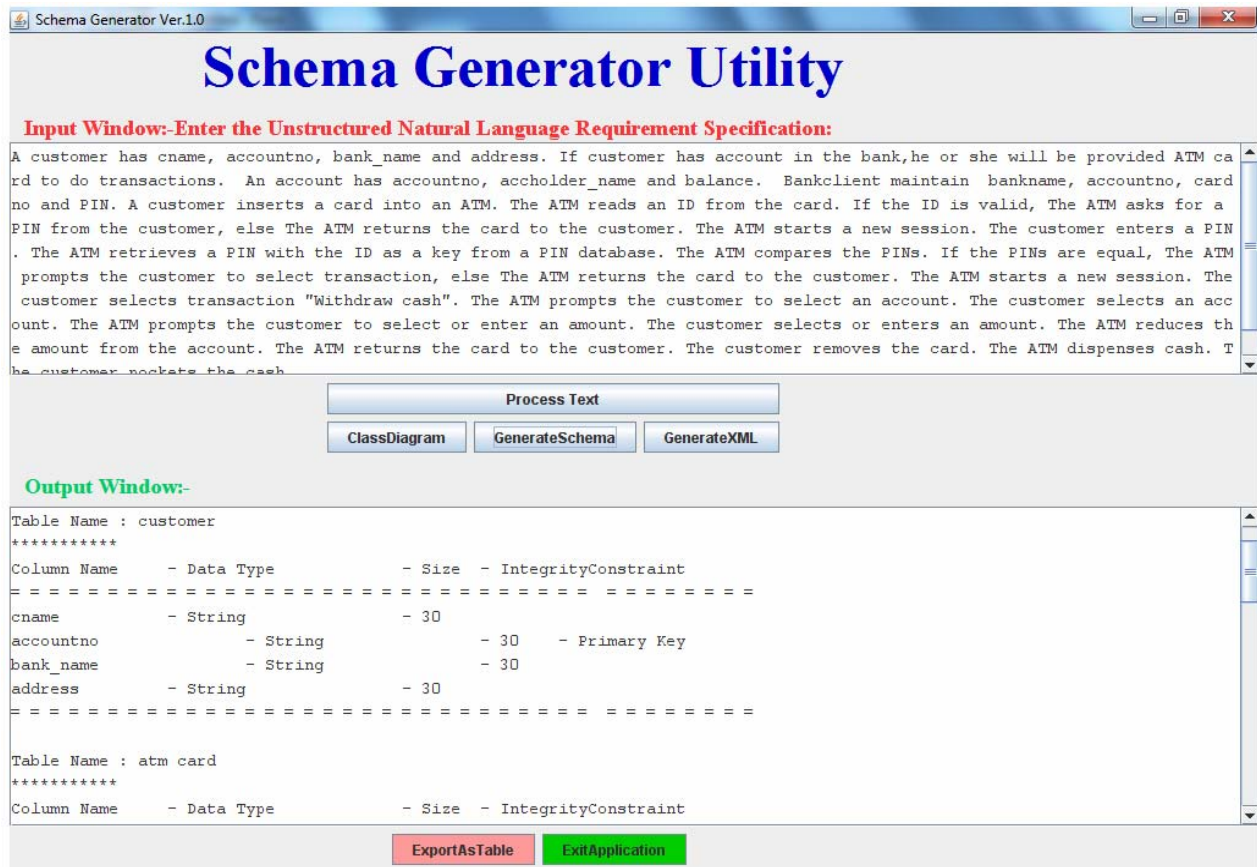 Schema Generator Ver.1.0
Schema Generator Utility
Input Window:-Enter the Unstructured Natural Language Requirement Specification:
A customer has cname, accountno, bank_name and address. If customer has account in the bank,he or she will be provided ATM ca
rd to do transactions.  An account has accountno, accholder_name and balance.  Bankclient maintain  bankname, accountno, card
no and PIN. A customer inserts a card into an ATM. The ATM reads an ID from the card. If the ID is valid, The ATM asks for a
PIN from the customer, else The ATM returns the card to the customer. The ATM starts a new session. The customer enters a PIN
. The ATM retrieves a PIN with the ID as a key from a PIN database. The ATM compares the PINs. If the PINs are equal, The ATM
prompts the customer to select transaction, else The ATM returns the card to the customer. The ATM starts a new session. The
customer selects transaction "Withdraw cash". The ATM prompts the customer to select an account. The customer selects an acc
ount. The ATM prompts the customer to select or enter an amount. The customer selects or enters an amount. The ATM reduces th
e amount from the account. The ATM returns the card to the customer. The customer removes the card. The ATM dispenses cash. T
he customer pockets the cash
Process Text
ClassDiagram GenerateSchema GenerateXML
Output Window:-
Table Name : customer
***********
Column Name - Data Type - Size - IntegrityConstraint
= = = = = = = = = = = = = = = = = = = = = = = = = = = = = =  = = = = = = = =
cname - String - 30
accountno - String - 30 - Primary Key
bank_name - String - 30
address - String - 30
= = = = = = = = = = = = = = = = = = = = = = = = = = = = = =  = = = = = = = =
Table Name : atm card
***********
Column Name - Data Type - Size - IntegrityConstraint
ExportAsTable ExitApplication